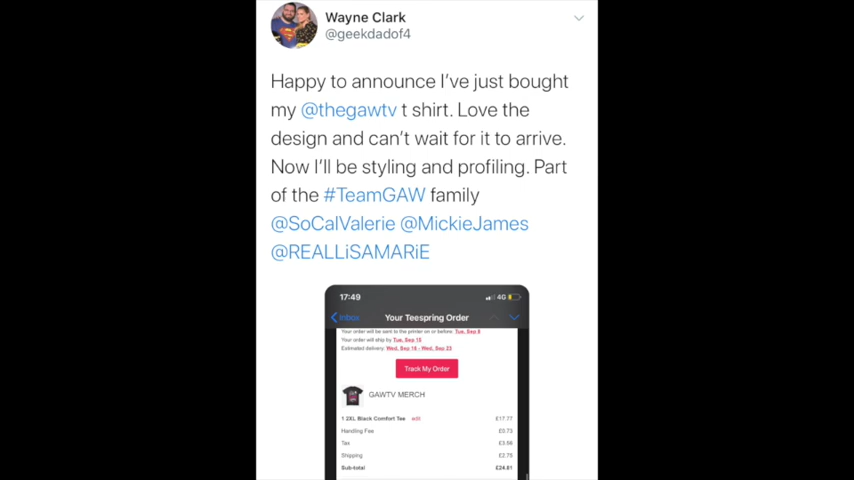 Wayne Clark
@geekdadof4
Happy to announce I've just bought
my @thegawtv t shirt. Love the
design and can't wait for it to arrive.
Now I'll be styling and profiling. Part
of the #TeamGAW family
@SoCalValerie @MickieJames
@REALLiSAMARiE
17:49 4G
Inbox Your Teespring Order
Your order will be sent to the printer on or before Tue, Sep 8
Your order will ship by Tue, Sep 15
Estimated delivery: Wed, Sep 16 - Wed, Sep 23
Track My Order
GAWTV MERCH
1 2XL Black Comfort Tee edit £17.77
Handling Fee £0.73
Tax £3.56
Shipping £2.75
Sub-total £24.81